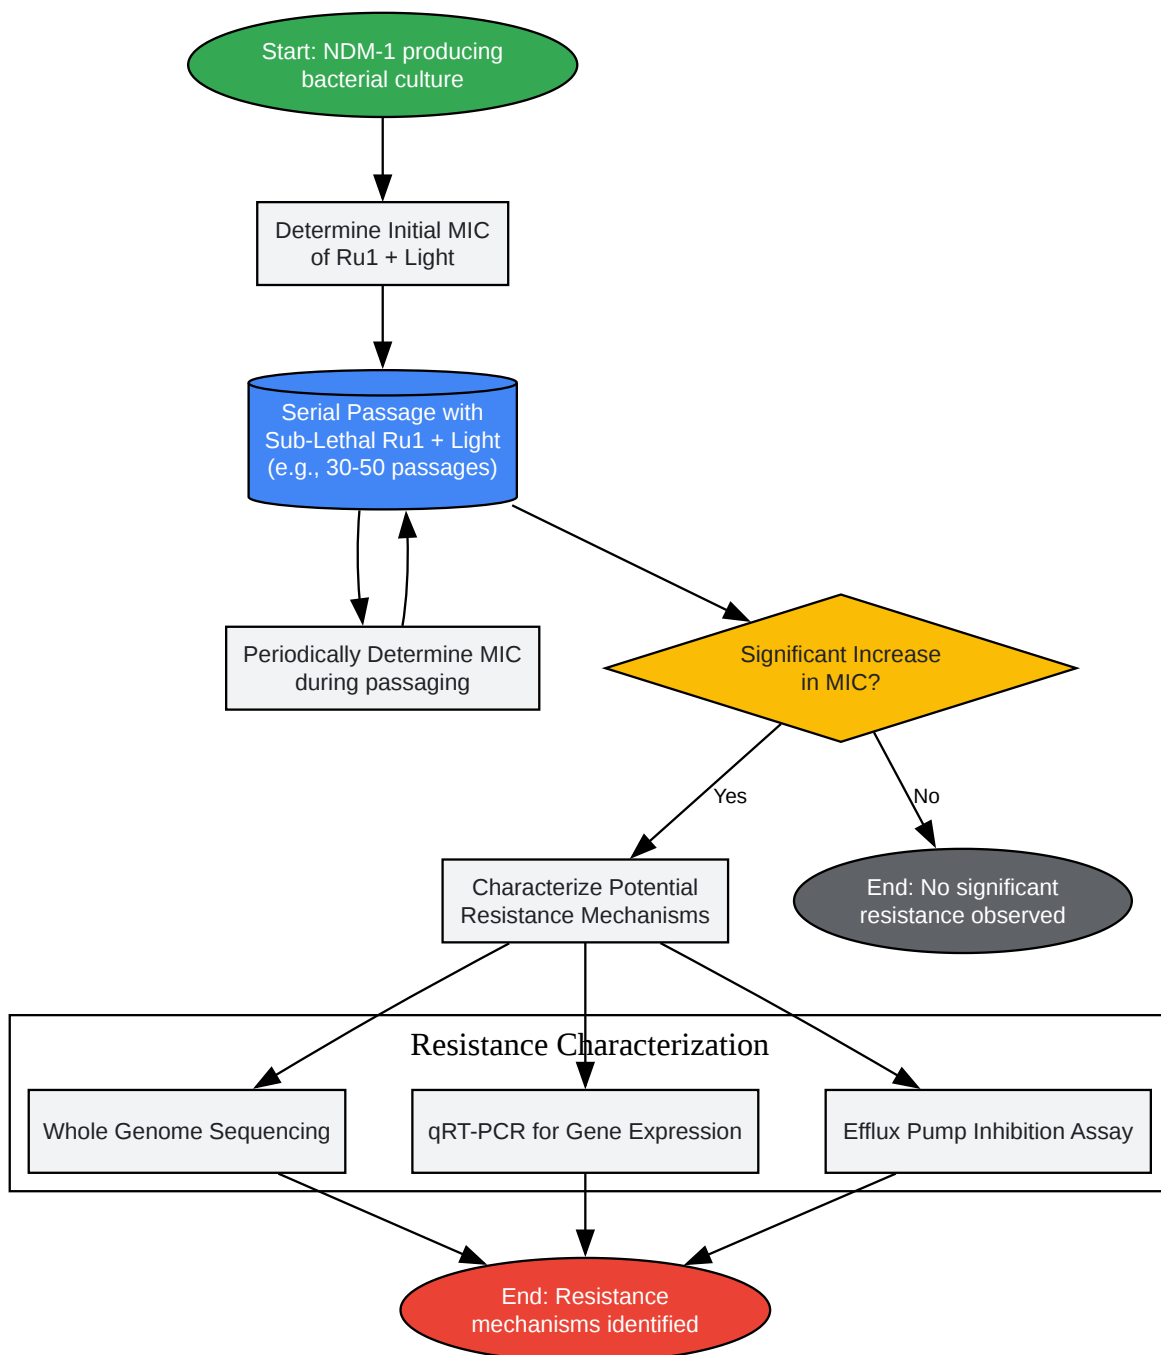 Start: NDM-1 producing
bacterial culture
Determine Initial MIC
of Ru1 + Light
Serial Passage with
Sub-Lethal Ru1 + Light
(e.g., 30-50 passages)
Periodically Determine MIC
during passaging
Significant Increase
in MIC?
Yes
No
Characterize Potential
Resistance Mechanisms
End: No significant
resistance observed
Resistance Characterization
Whole Genome Sequencing
qRT-PCR for Gene Expression
Efflux Pump Inhibition Assay
End: Resistance
mechanisms identified